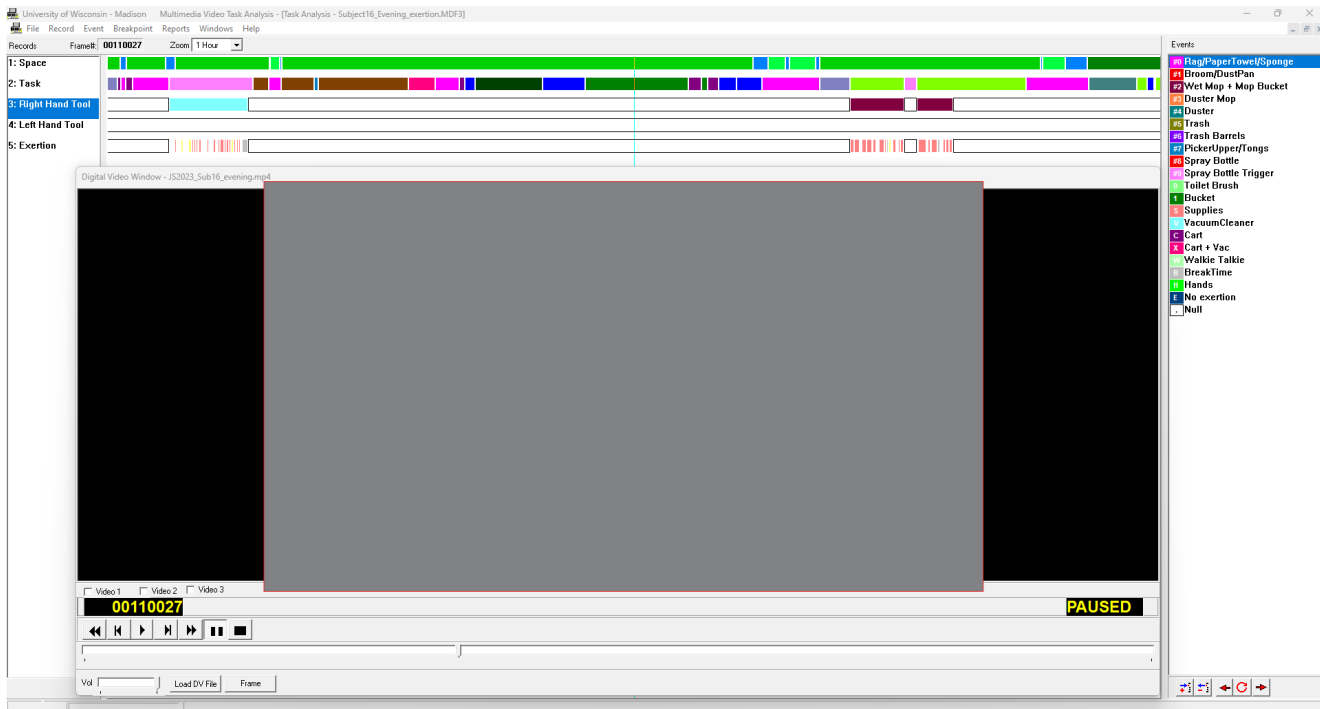 University of Wisconsin - Madison Multimedia Video Task Analysis - [Task Analysis - Subject16_Evening_exertion.MDF3]
File Record Event Breakpoint Reports Windows Help
Records Frame#: 00110027 Zoom 1 Hour
1: Space
2: Task
3: Right Hand Tool
4: Left Hand Tool
5: Exertion
Digital Video Window - JS2023_Sub16_evening.mp4
Video 1 Video 2 Video 3
00110027 PAUSED
Vol Load DV File Frame
Events
#0 Rag/PaperTowel/Sponge
#1 Broom/DustPan
#2 Wet Mop + Mop Bucket
#3 Duster Mop
#4 Duster
#5 Trash
#6 Trash Barrels
#7 PickerUpper/Tongs
#8 Spray Bottle
#9 Spray Bottle Trigger
Toilet Brush
1 Bucket
S Supplies
VacuumCleaner
C Cart
X Cart + Vac
Walkie Talkie
BreakTime
H Hands
E No exertion
. Null